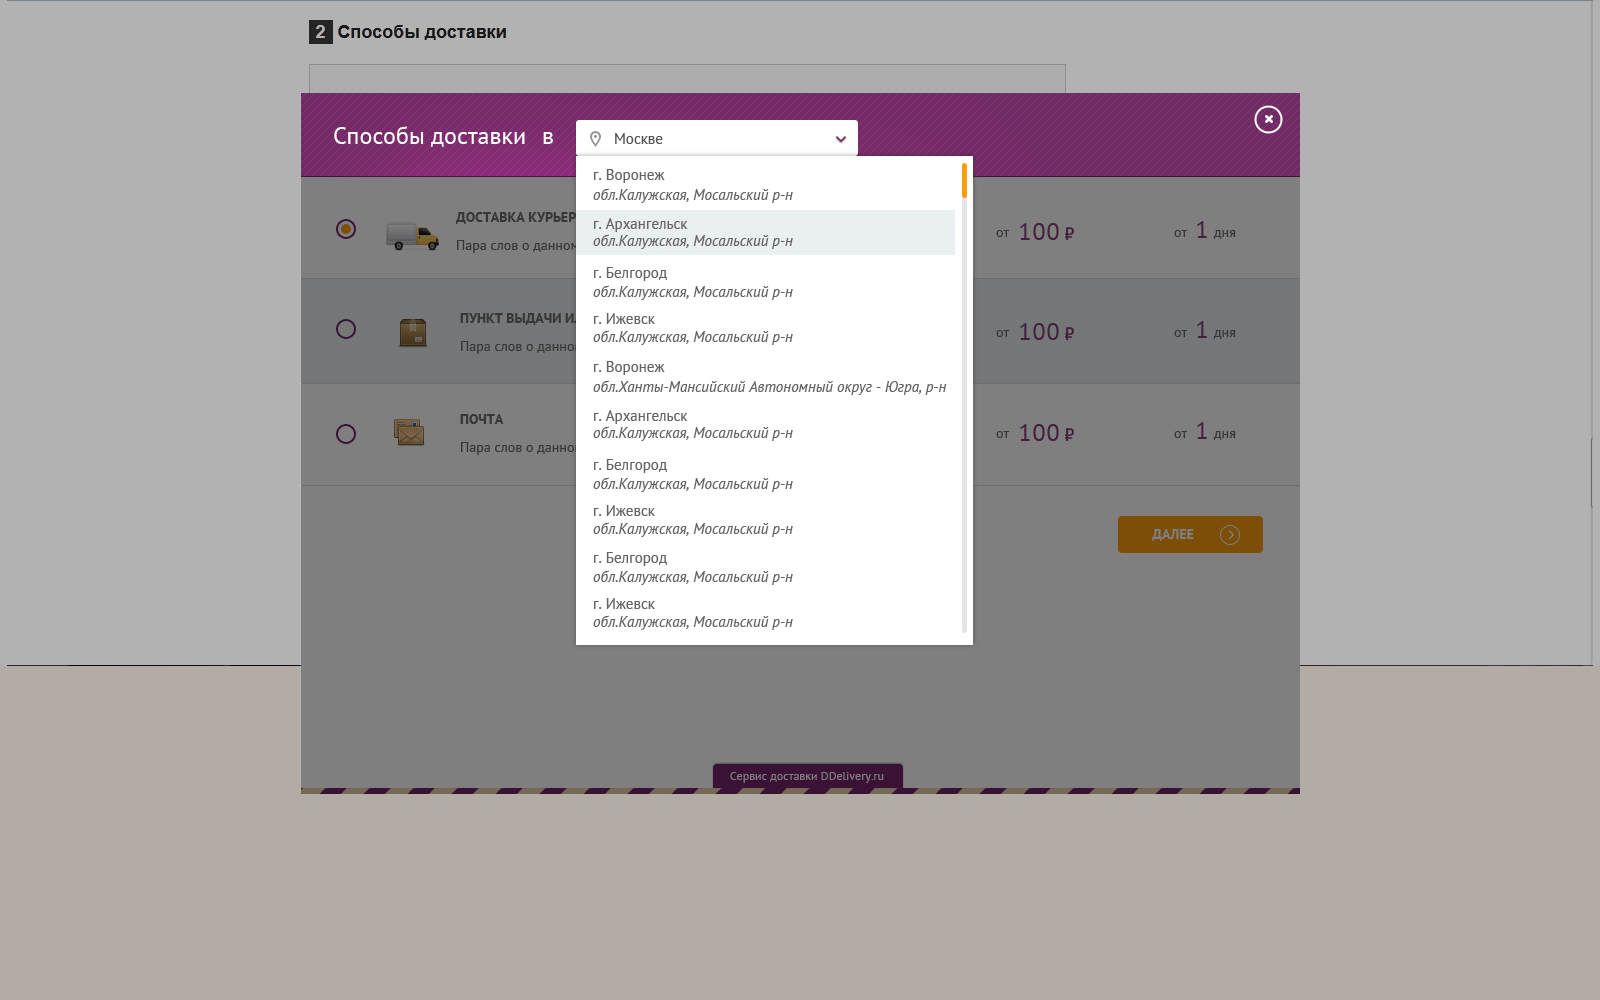 2 Способы доставки
Способы доставки в Москве
г. Воронеж
обл.Калужская, Мосальский р-н
г. Архангельск
обл.Калужская, Мосальский р-н
г. Белгород
обл.Калужская, Мосальский р-н
г. Ижевск
обл.Калужская, Мосальский р-н
г. Воронеж
обл.Ханты-Мансийский Автономный округ - Югра, р-н
г. Архангельск
обл.Калужская, Мосальский р-н
г. Белгород
обл.Калужская, Мосальский р-н
г. Ижевск
обл.Калужская, Мосальский р-н
г. Белгород
обл.Калужская, Мосальский р-н
г. Ижевск
обл.Калужская, Мосальский р-н
ДОСТАВКА КУРЬЕР
Пара слов о данном
от 100 ₽ от 1 дня
ПУНКТ ВЫДАЧИ
Пара слов о данно
от 100 ₽ от 1 дня
ПОЧТА
Пара слов о данно
от 100 ₽ от 1 дня
ДАЛЕЕ
Сервис доставки DDelivery.ru